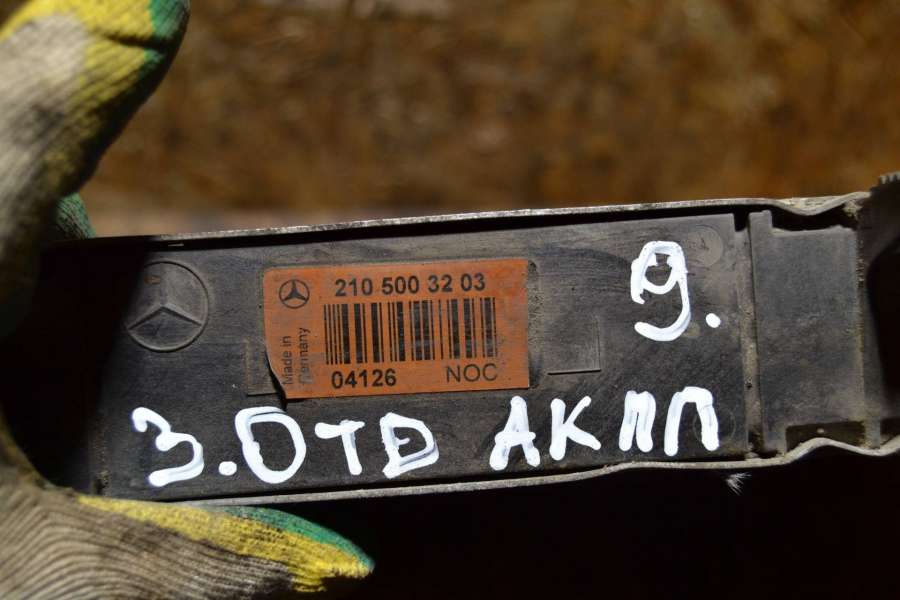 210 500 32 03
Made in
Germany
04126 NOC
9.
3.0TD АКПП